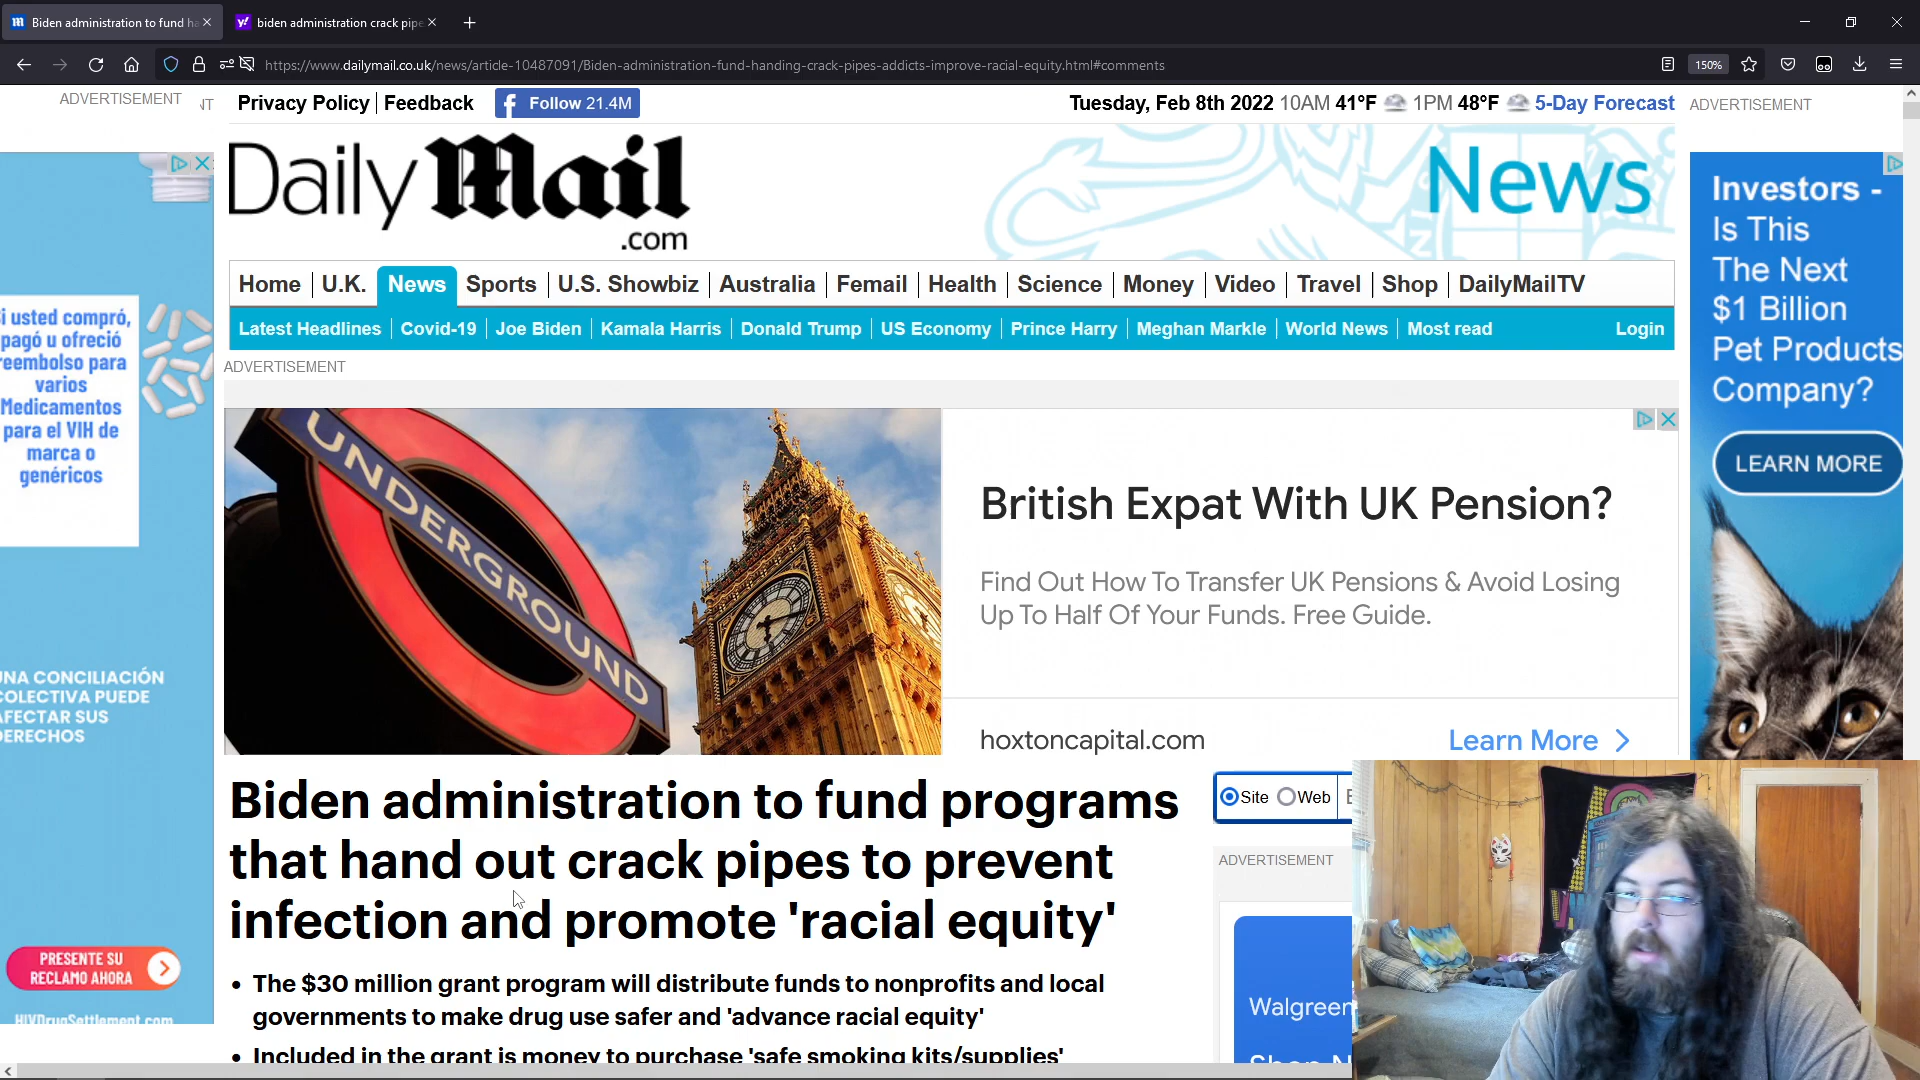 Biden administration to fund ha
biden administration crack pipe
https://www.dailymail.co.uk/news/article-10487091/Biden-administration-fund-handing-crack-pipes-addicts-improve-racial-equity.html#comments
150%
ADVERTISEMENT
NT
Privacy Policy Feedback
Follow 21.4M
Tuesday, Feb 8th 2022 10AM 41°F 1PM 48°F 5-Day Forecast
ADVERTISEMENT
Daily Mail
.com
News
Home U.K. News Sports U.S. Showbiz Australia Femail Health Science Money Video Travel Shop DailyMailTV
Latest Headlines Covid-19 Joe Biden Kamala Harris Donald Trump US Economy Prince Harry Meghan Markle World News Most read Login
ADVERTISEMENT
i usted compró,
pagó u ofreció
reembolso para
varios
Medicamentos
para el VIH de
marca o
genéricos
UNA CONCILIACIÓN
COLECTIVA PUEDE
AFECTAR SUS
DERECHOS
PRESENTE SU
RECLAMO AHORA
HIVDrugSettlement.com
UNDERGROUND
British Expat With UK Pension?
Find Out How To Transfer UK Pensions & Avoid Losing
Up To Half Of Your Funds. Free Guide.
hoxtoncapital.com
Learn More
Investors -
Is This
The Next
$1 Billion
Pet Products
Company?
LEARN MORE
Biden administration to fund programs
that hand out crack pipes to prevent
infection and promote 'racial equity'
• The $30 million grant program will distribute funds to nonprofits and local
governments to make drug use safer and 'advance racial equity'
• Included in the grant is money to purchase 'safe smoking kits/supplies'
Site Web
ADVERTISEMENT
Walgreen
Shop N